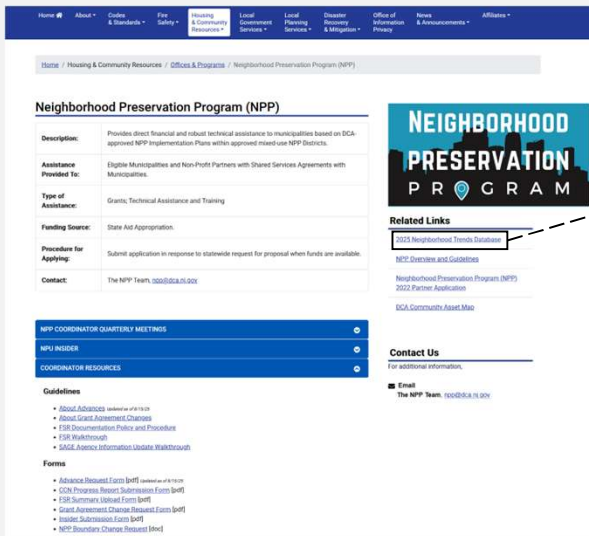 Home About Codes & Standards Fire Safety Housing & Community Resources Local Government Services Local Planning Services Disaster Recovery & Mitigation Office of Information Privacy News & Announcements Affiliates
Home / Housing & Community Resources / Offices & Programs / Neighborhood Preservation Program (NPP)
Neighborhood Preservation Program (NPP)
Description: Provides direct financial and robust technical assistance to municipalities based on DCA-
approved NPP Implementation Plans within approved mixed-use NPP Districts.
Assistance Provided To: Eligible Municipalities and Non-Profit Partners with Shared Services Agreements with
Municipalities.
Type of Assistance: Grants; Technical Assistance and Training
Funding Source: State Aid Appropriation.
Procedure for Applying: Submit application in response to statewide request for proposal when funds are available.
Contact: The NPP Team, npp@dca.nj.gov
NPP COORDINATOR QUARTERLY MEETINGS
NPU INSIDER
COORDINATOR RESOURCES
Guidelines
About Advances
About Grant Agreement Changes
FSR Documentation Policy and Procedure
FSR Walkthrough
SAGE Agency Information Update Walkthrough
Forms
Advance Request Form [pdf]
CCN Progress Report Submission Form [pdf]
FSR Summary Upload Form [pdf]
Grant Agreement Change Request Form [pdf]
Insider Submission Form [pdf]
NPP Boundary Change Request [doc]
NEIGHBORHOOD
PRESERVATION
PROGRAM
Related Links
2025 Neighborhood Trends Database
NPP Overview and Guidelines
Neighborhood Preservation Program (NPP)
2022 Partner Application
DCA Community Asset Map
Contact Us
For additional information,
Email
The NPP Team, npp@dca.nj.gov